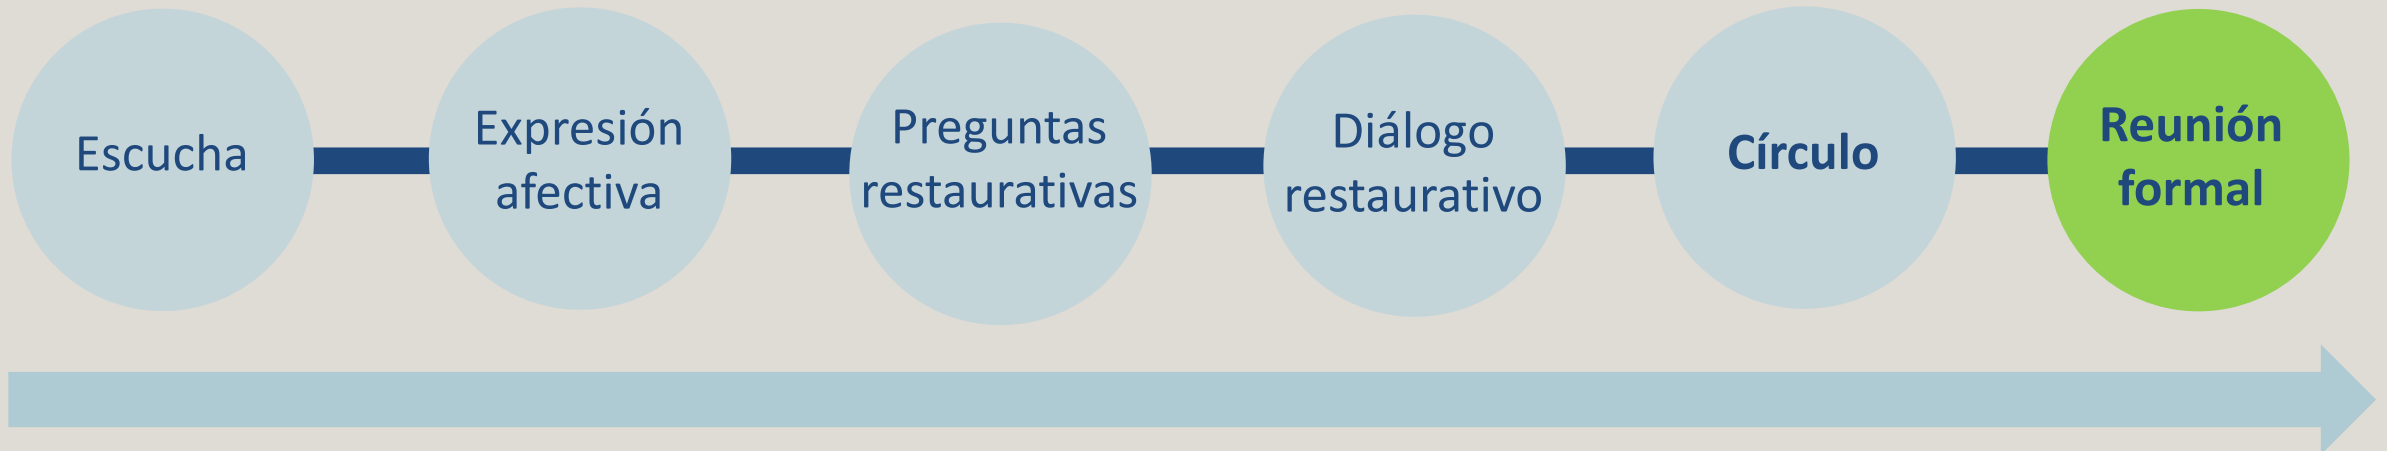 Escucha
Expresión
afectiva
Preguntas
restaurativas
Diálogo
restaurativo
Círculo
Reunión
formal